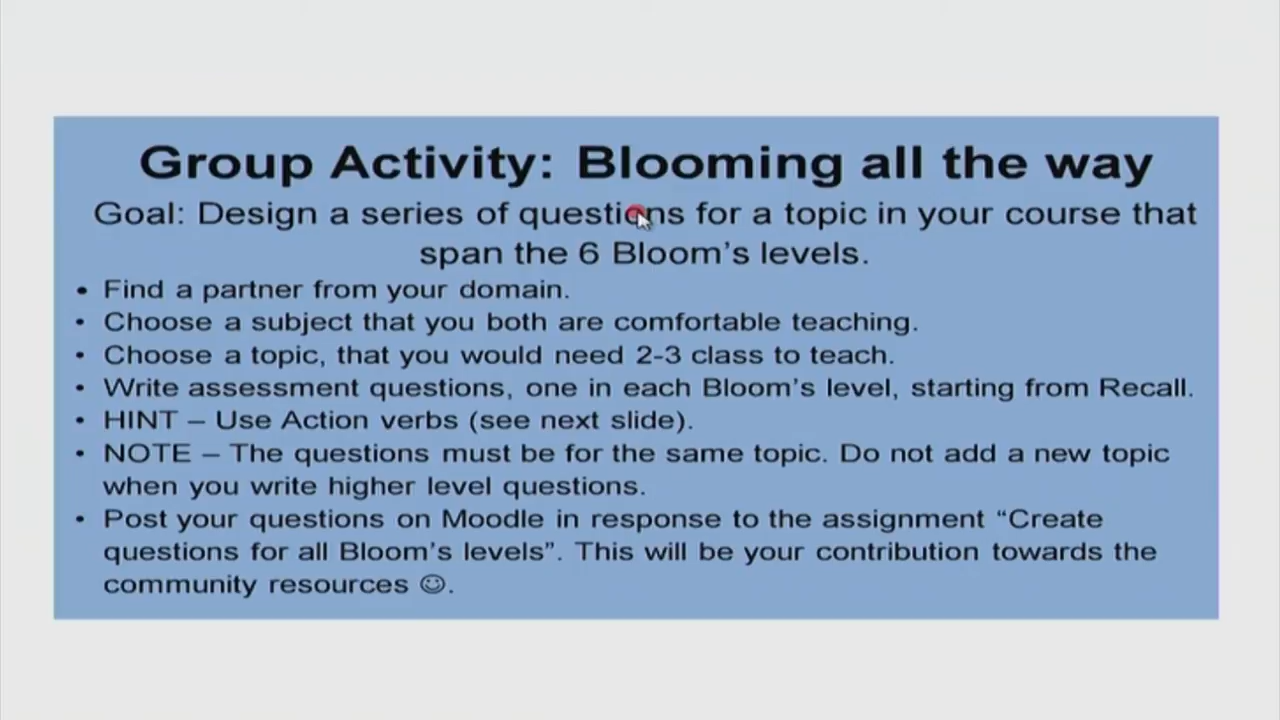 Group Activity: Blooming all the way
Goal: Design a series of questions for a topic in your course that
span the 6 Bloom's levels.
• Find a partner from your domain.
• Choose a subject that you both are comfortable teaching.
• Choose a topic, that you would need 2-3 class to teach.
• Write assessment questions, one in each Bloom's level, starting from Recall.
• HINT – Use Action verbs (see next slide).
• NOTE – The questions must be for the same topic. Do not add a new topic
when you write higher level questions.
• Post your questions on Moodle in response to the assignment “Create
questions for all Bloom's levels”. This will be your contribution towards the
community resources ☺.